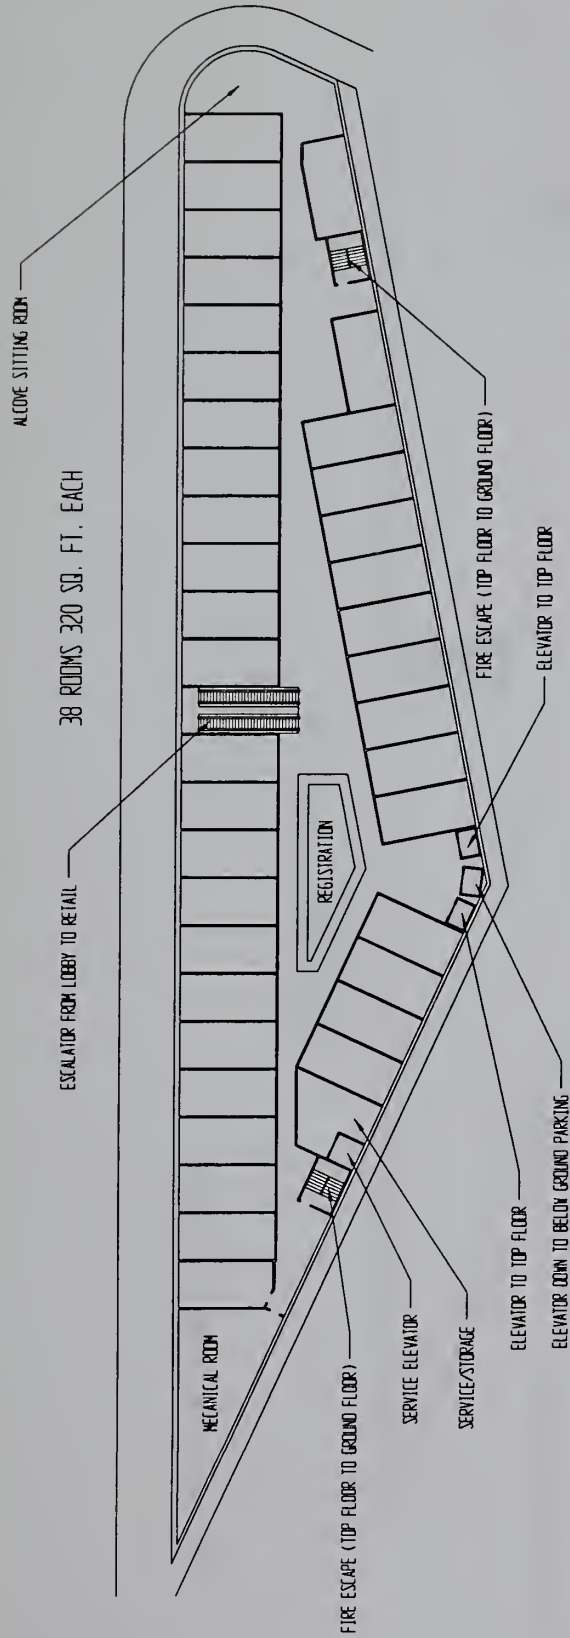 ALCOVE SITTING ROOM
38 ROOMS 320 SQ. FT. EACH
ESCALATOR FROM LOBBY TO RETAIL
REGISTRATION
MECANICAL ROOM
FIRE ESCAPE (TOP FLOOR TO GROUND FLOOR)
ELEVATOR TO TOP FLOOR
FIRE ESCAPE (TOP FLOOR TO GROUND FLOOR)
SERVICE ELEVATOR
SERVICE/STORAGE
ELEVATOR TO TOP FLOOR
ELEVATOR DOWN TO BELOW GROUND PARKING